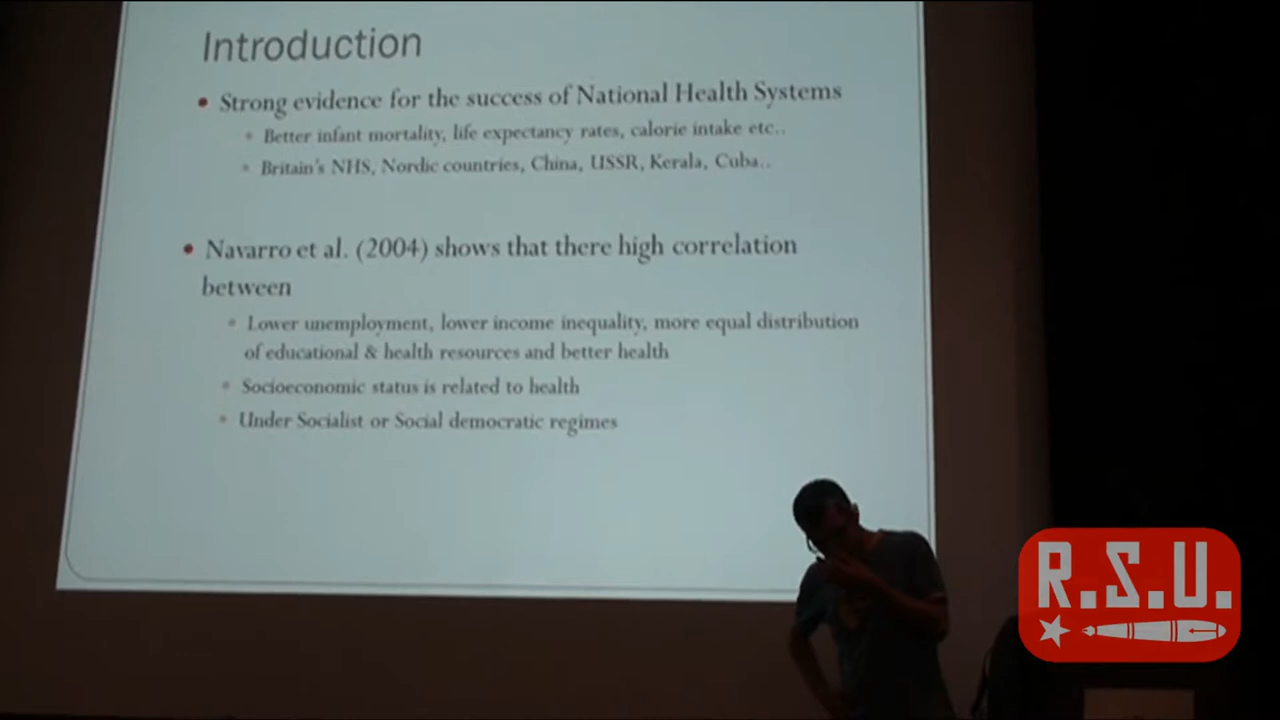 Introduction
Strong evidence for the success of National Health Systems
Better infant mortality, life expectancy rates, calorie intake etc..
Britain's NHS, Nordic countries, China, USSR, Kerala, Cuba..
Navarro et al. (2004) shows that there high correlation
between
Lower unemployment, lower income inequality, more equal distribution
of educational & health resources and better health
Socioeconomic status is related to health
Under Socialist or Social democratic regimes
R.S.U.